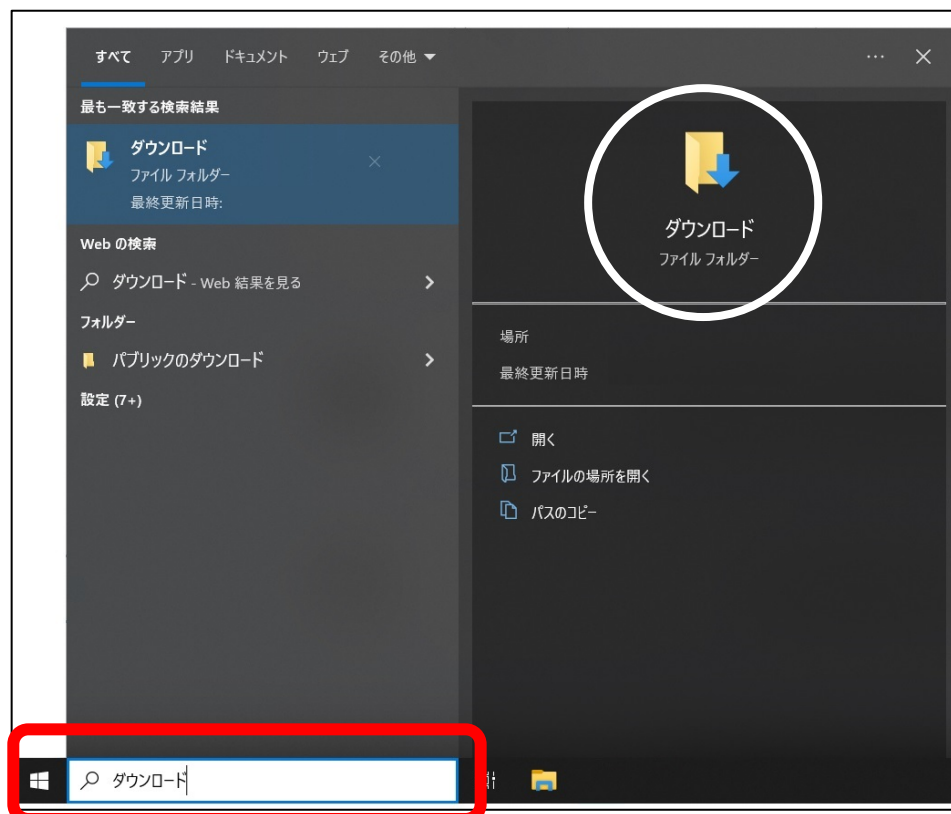 すべて アプリ ドキュメント ウェブ その他
最も一致する検索結果
ダウンロード
ファイル フォルダー
最終更新日時:
Web の検索
ダウンロード - Web 結果を見る
フォルダー
パブリックのダウンロード
設定 (7+)
ダウンロード
ファイル フォルダー
場所
最終更新日時
開く
ファイルの場所を開く
パスのコピー
ダウンロード